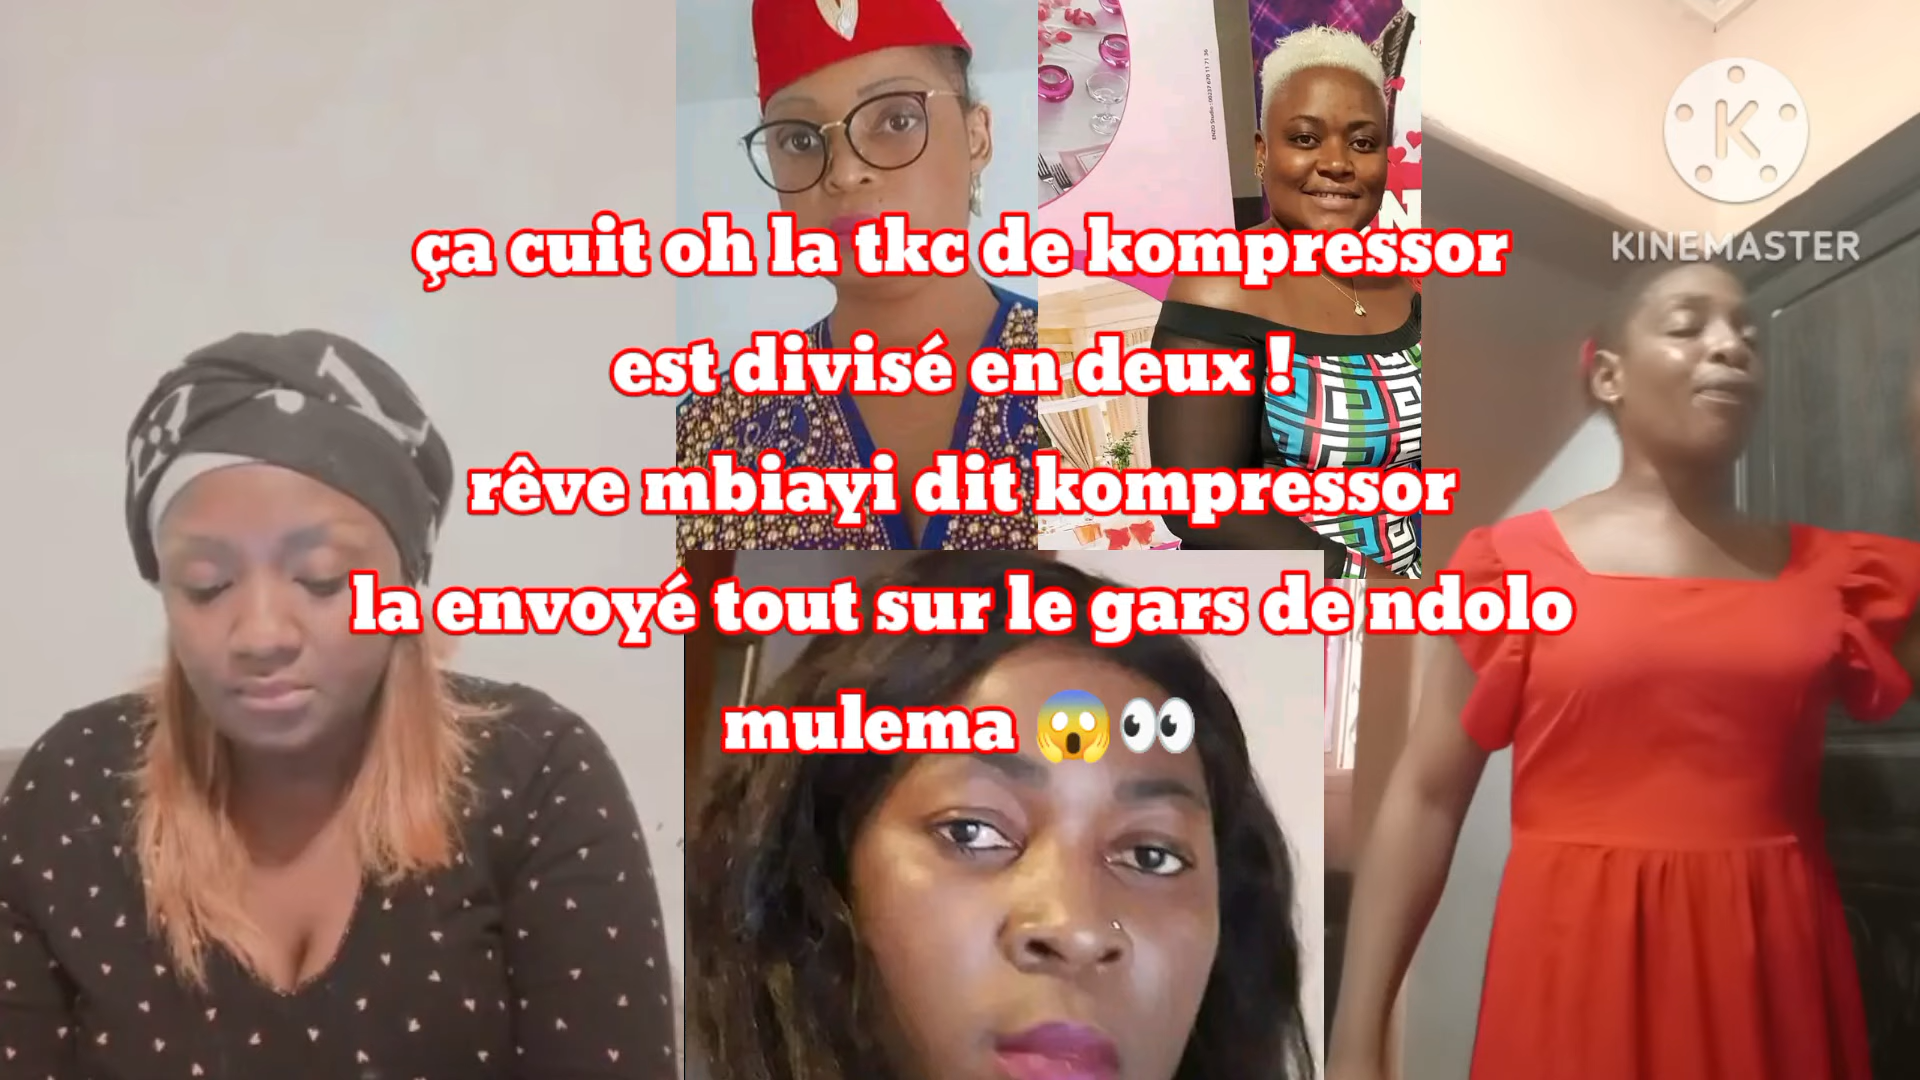 ça cuit oh la tkc de kompressor
est divisé en deux !
rêve mbiayi dit kompressor
la envoyé tout sur le gars de ndolo
mulema 😱👀
K
KINEMASTER